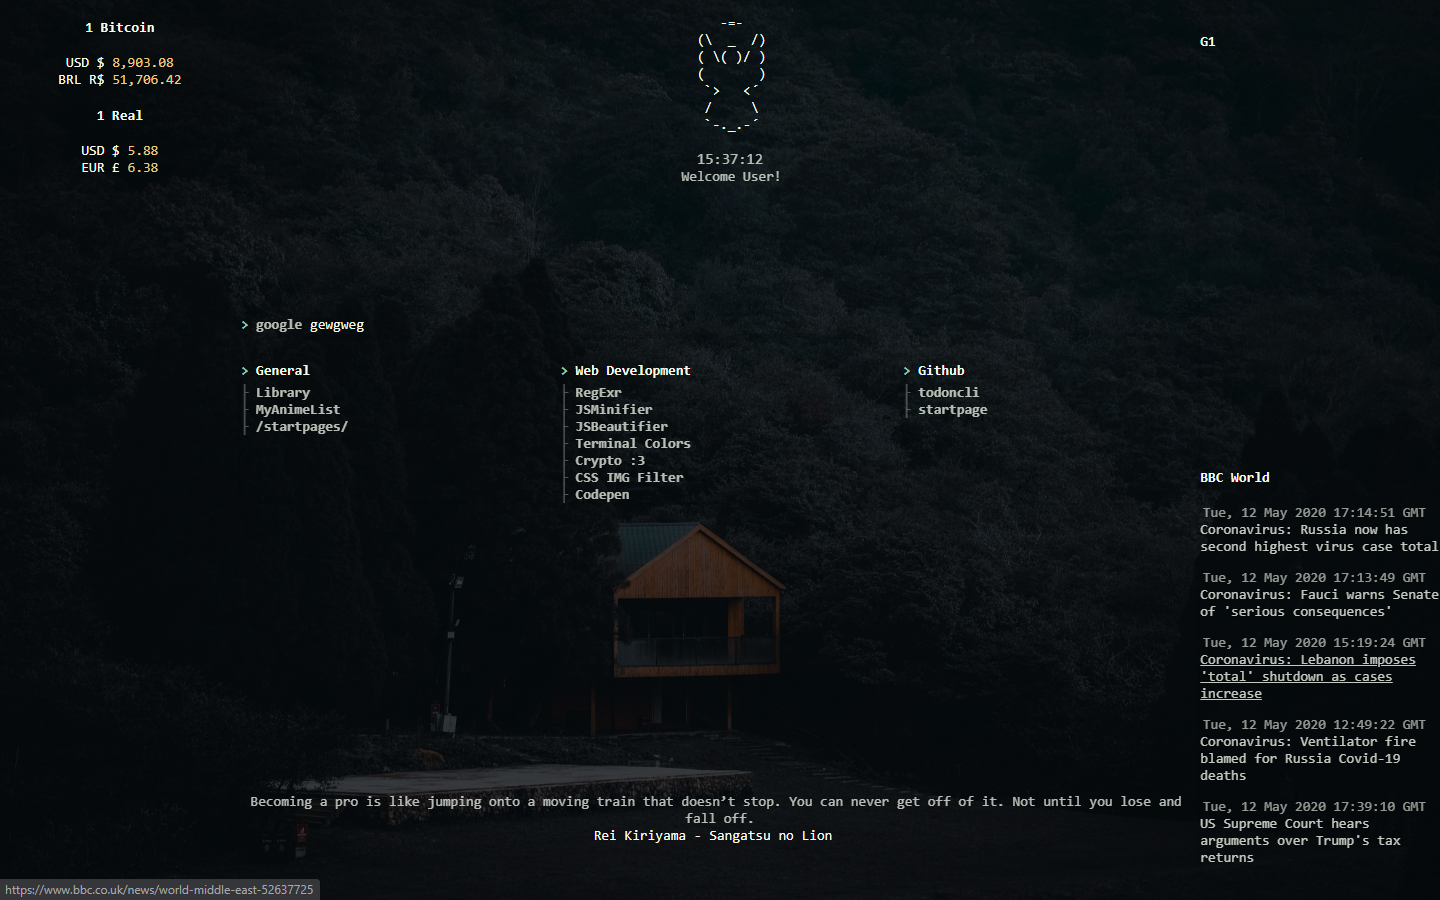 1 Bitcoin
USD $ 8,903.08
BRL R$ 51,706.42
1 Real
USD $ 5.88
EUR £ 6.38
-=-
(\ _ /)
( \( )/ )
( )
`> <´
/ \
`-._.-´
15:37:12
Welcome User!
G1
> google gewgweg
> General
Library
MyAnimeList
/startpages/
> Web Development
RegExr
JSMinifier
JSBeautifier
Terminal Colors
Crypto :3
CSS IMG Filter
Codepen
> Github
todoncli
startpage
BBC World
Tue, 12 May 2020 17:14:51 GMT
Coronavirus: Russia now has
second highest virus case total
Tue, 12 May 2020 17:13:49 GMT
Coronavirus: Fauci warns Senate
of 'serious consequences'
Tue, 12 May 2020 15:19:24 GMT
Coronavirus: Lebanon imposes
'total' shutdown as cases
increase
Tue, 12 May 2020 12:49:22 GMT
Coronavirus: Ventilator fire
blamed for Russia Covid-19
deaths
Tue, 12 May 2020 17:39:10 GMT
US Supreme Court hears
arguments over Trump's tax
returns
Becoming a pro is like jumping onto a moving train that doesn’t stop. You can never get off of it. Not until you lose and
fall off.
Rei Kiriyama - Sangatsu no Lion
https://www.bbc.co.uk/news/world-middle-east-52637725